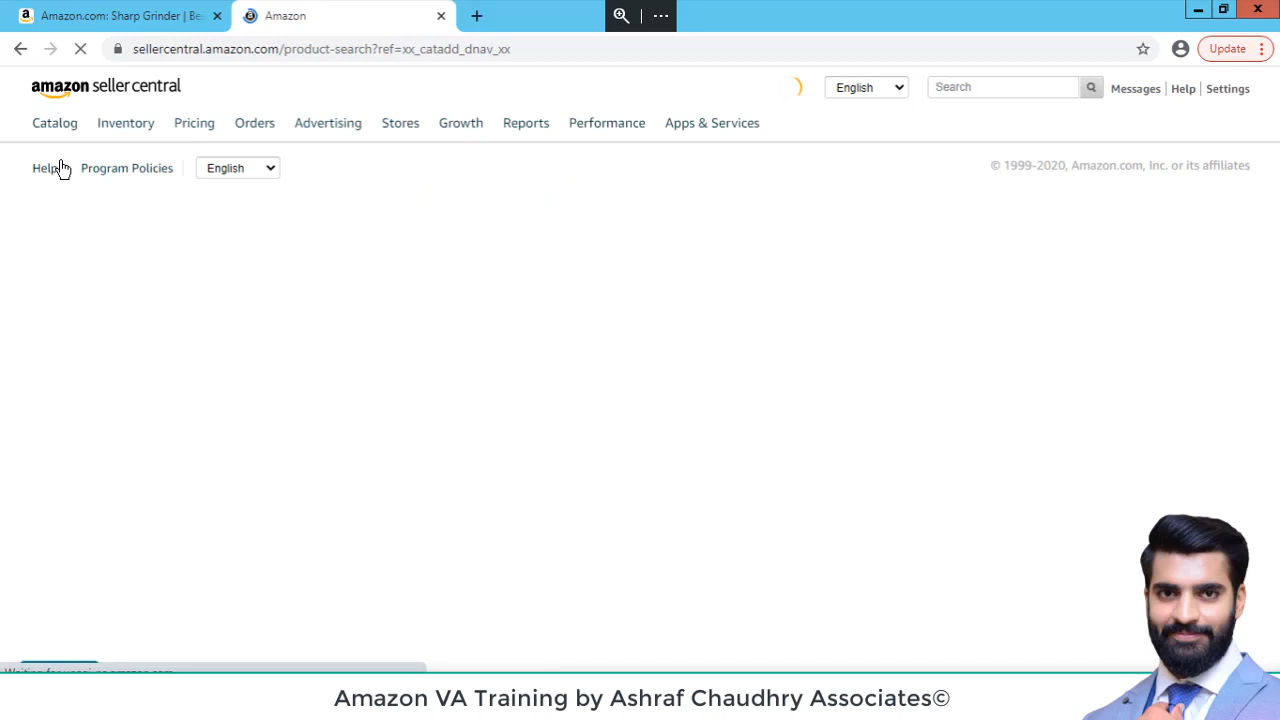 Amazon.com: Sharp Grinder | Be
Amazon
sellercentral.amazon.com/product-search?ref=xx_catadd_dnav_xx
Update
amazon seller central
English
Search
Messages | Help | Settings
Catalog Inventory Pricing Orders Advertising Stores Growth Reports Performance Apps & Services
Help Program Policies English
© 1999-2020, Amazon.com, Inc. or its affiliates
Amazon VA Training by Ashraf Chaudhry Associates©